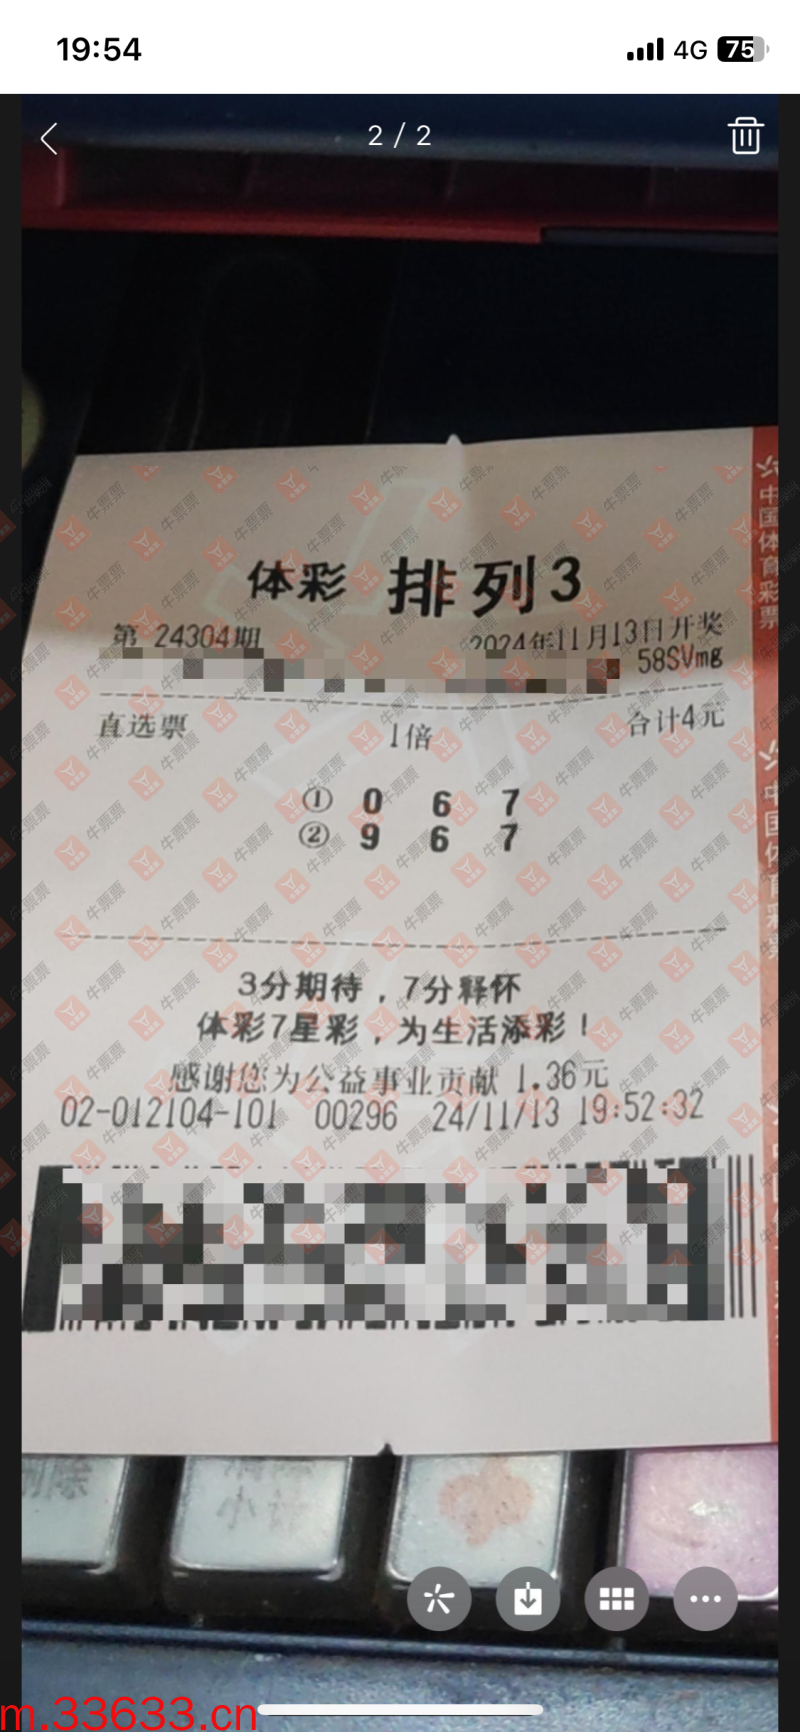 19:54
4G 75
2 / 2
中国体育彩票
体彩 排列3
第 24304期 2024年11月13日开奖
58SVmg
直选票 1倍 合计4元
① 0 6 7
② 9 6 7
3分期待，7分释怀
体彩7星彩，为生活添彩！
感谢您为公益事业贡献 1.36元
02-012104-101 00296 24/11/13 19:52:32
牛票票
m.33633.cn